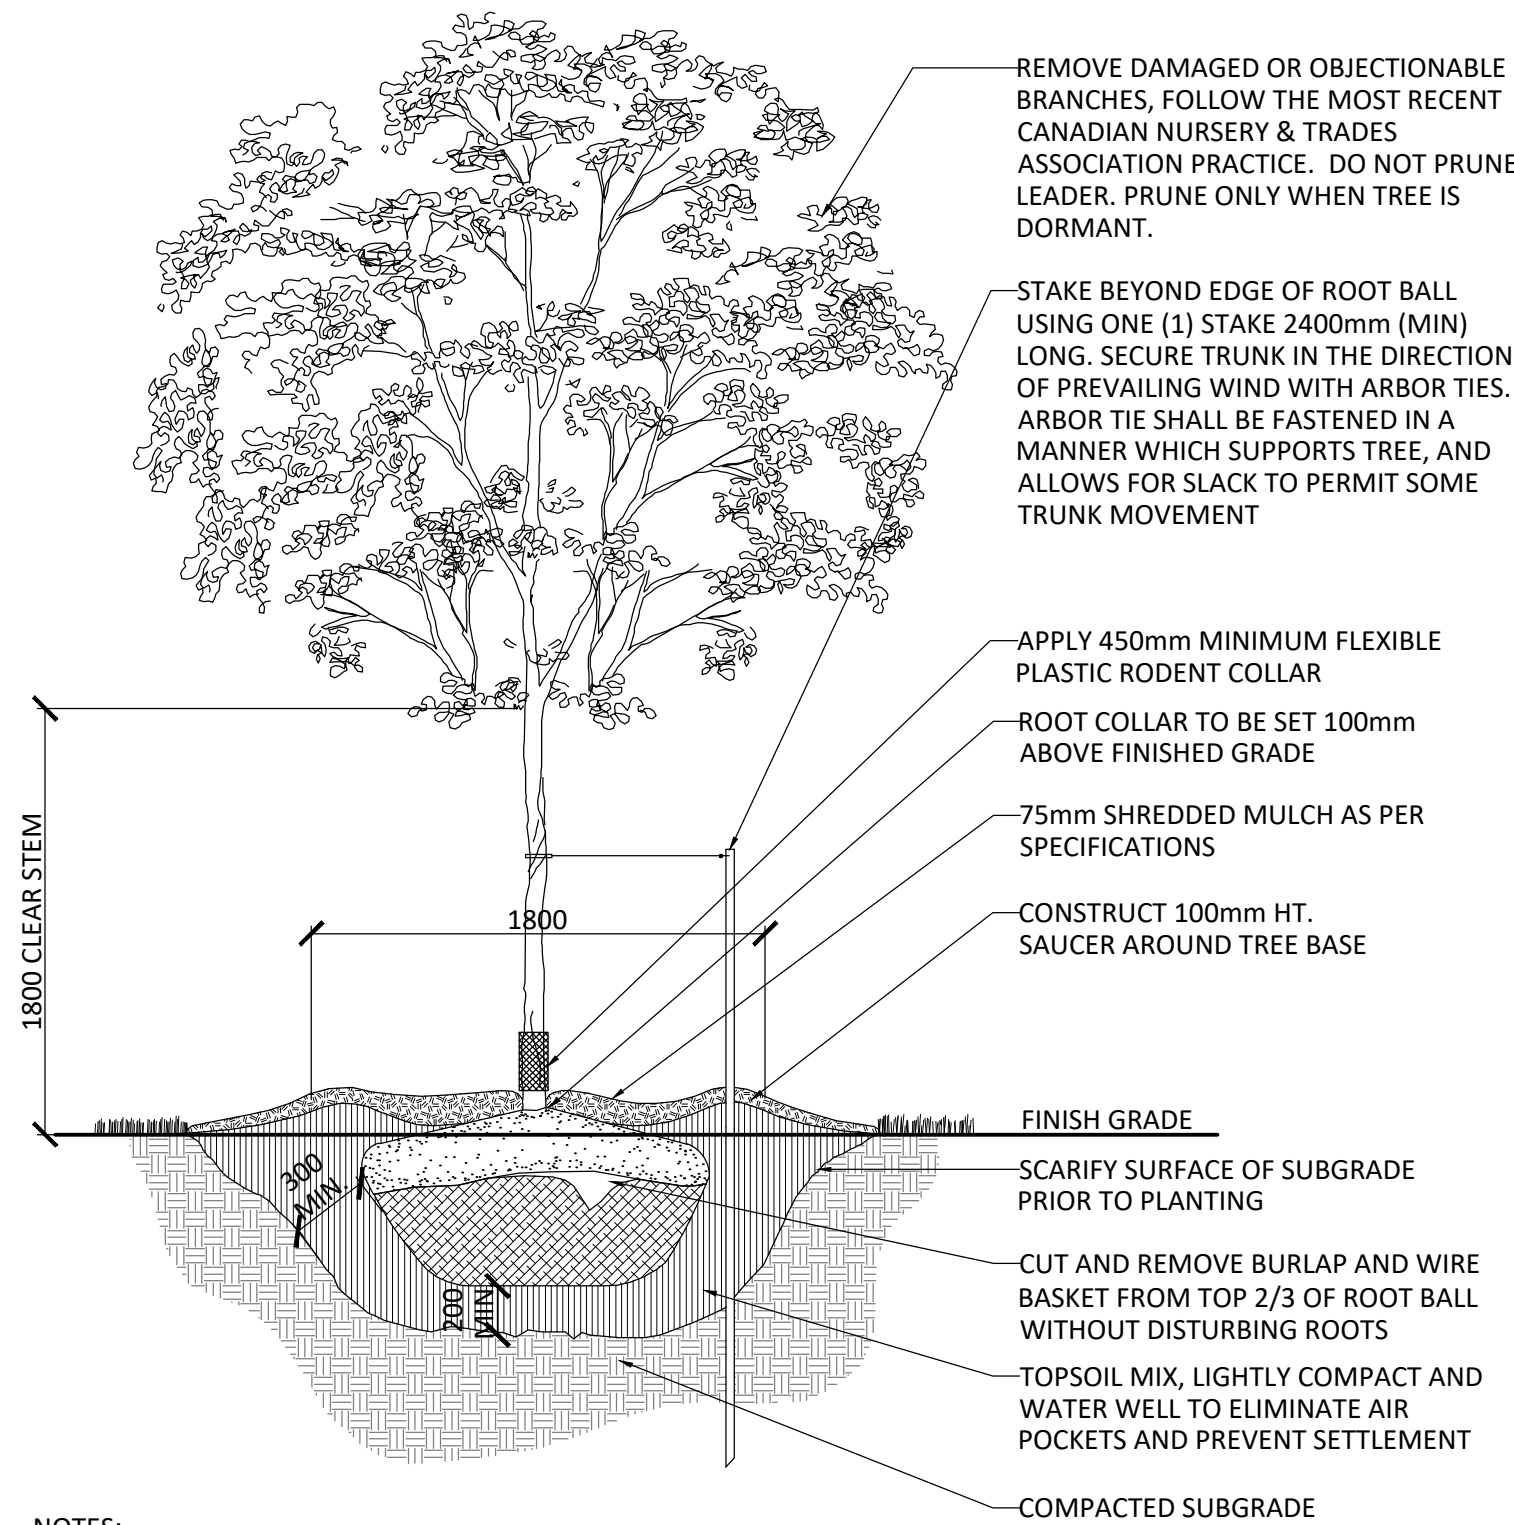 REMOVE DAMAGED OR OBJECTIONABLE
BRANCHES, FOLLOW THE MOST RECENT
CANADIAN NURSERY & TRADES
ASSOCIATION PRACTICE. DO NOT PRUNE
LEADER. PRUNE ONLY WHEN TREE IS
DORMANT.
STAKE BEYOND EDGE OF ROOT BALL
USING ONE (1) STAKE 2400mm (MIN)
LONG. SECURE TRUNK IN THE DIRECTION
OF PREVAILING WIND WITH ARBOR TIES.
ARBOR TIE SHALL BE FASTENED IN A
MANNER WHICH SUPPORTS TREE, AND
ALLOWS FOR SLACK TO PERMIT SOME
TRUNK MOVEMENT
APPLY 450mm MINIMUM FLEXIBLE
PLASTIC RODENT COLLAR
ROOT COLLAR TO BE SET 100mm
ABOVE FINISHED GRADE
75mm SHREDDED MULCH AS PER
SPECIFICATIONS
CONSTRUCT 100mm HT.
SAUCER AROUND TREE BASE
FINISH GRADE
SCARIFY SURFACE OF SUBGRADE
PRIOR TO PLANTING
CUT AND REMOVE BURLAP AND WIRE
BASKET FROM TOP 2/3 OF ROOT BALL
WITHOUT DISTURBING ROOTS
TOPSOIL MIX, LIGHTLY COMPACT AND
WATER WELL TO ELIMINATE AIR
POCKETS AND PREVENT SETTLEMENT
COMPACTED SUBGRADE
1800 CLEAR STEM
1800
300
MIN.
200
MIN
NOTES: